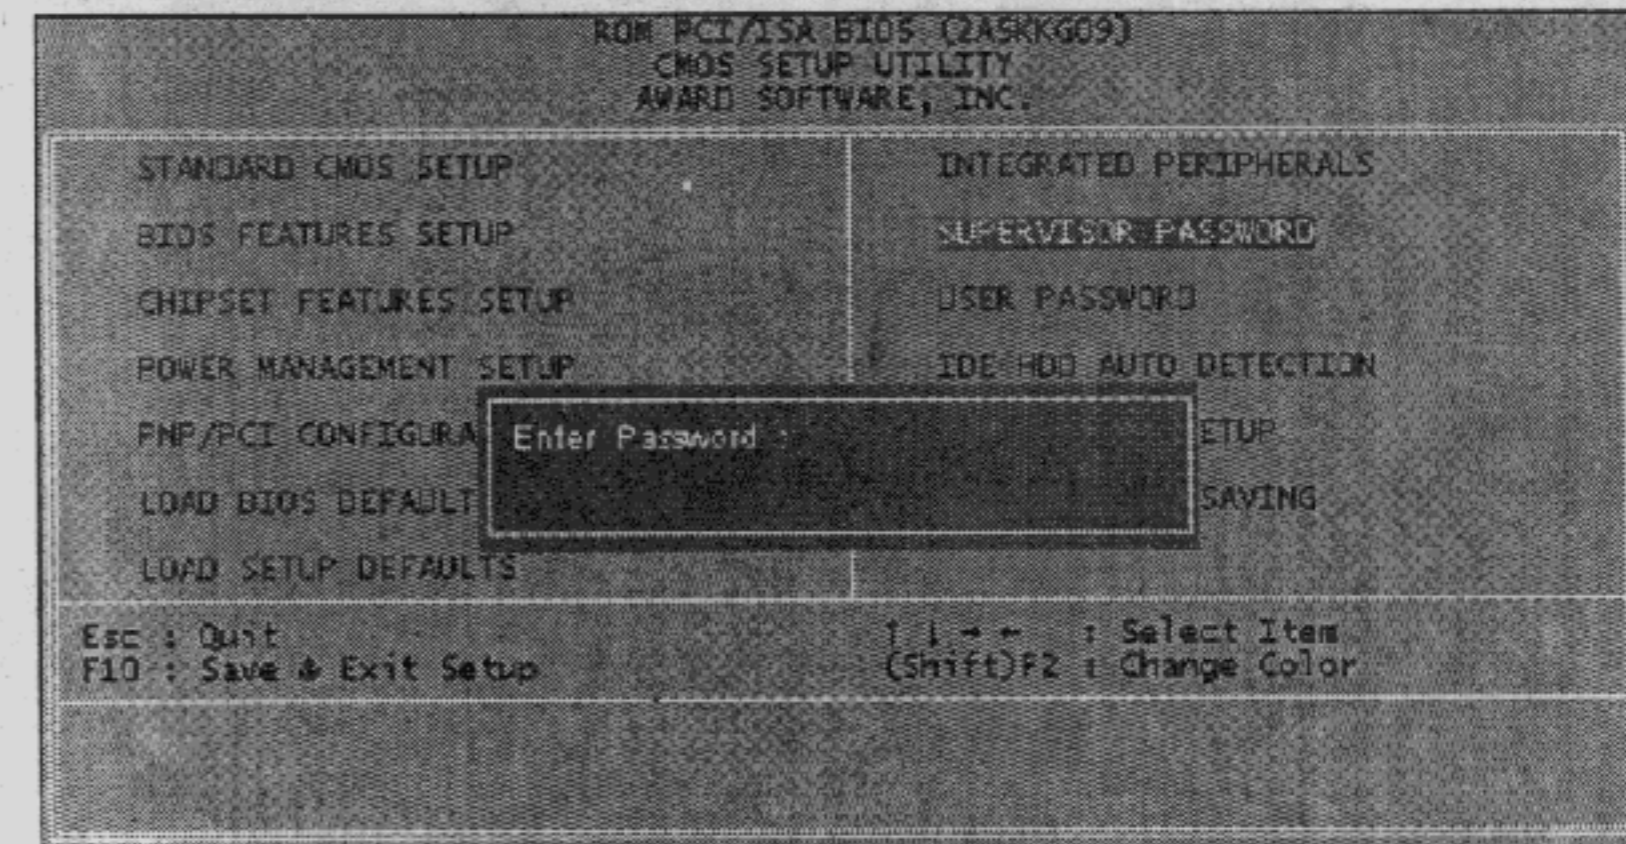 ROM PCI/ISA BIOS (2A5KKG09)
CMOS SETUP UTILITY
AWARD SOFTWARE, INC.
STANDARD CMOS SETUP
BIOS FEATURES SETUP
CHIPSET FEATURES SETUP
POWER MANAGEMENT SETUP
PNP/PCI CONFIGURA
LOAD BIOS DEFAULT
LOAD SETUP DEFAULTS
INTEGRATED PERIPHERALS
SUPERVISOR PASSWORD
USER PASSWORD
IDE HDD AUTO DETECTION
ETUP
SAVING
Enter Password :
Esc : Quit
F10 : Save & Exit Setup
↑ ↓ → ← : Select Item
(Shift)F2 : Change Color